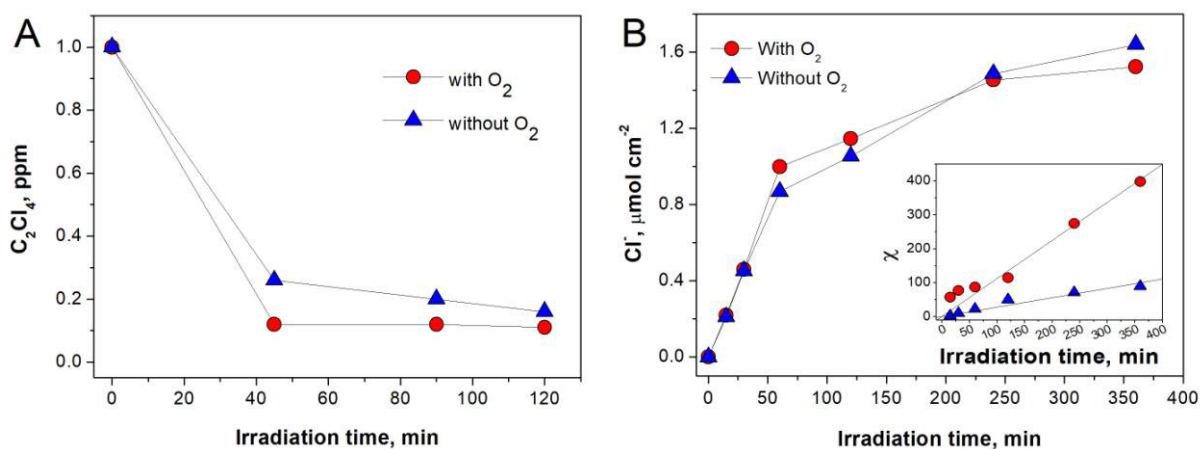 A
1.0
0.8
0.6
0.4
0.2
0.0
C₂Cl₄, ppm
with O₂
without O₂
0 20 40 60 80 100 120
Irradiation time, min
B
1.6
1.2
0.8
0.4
0.0
Cl⁻, μmol cm⁻²
With O₂
Without O₂
400
300
200
100
0
χ
0 50 100 150 200 250 300 350 400
Irradiation time, min
0 50 100 150 200 250 300 350 400
Irradiation time, min